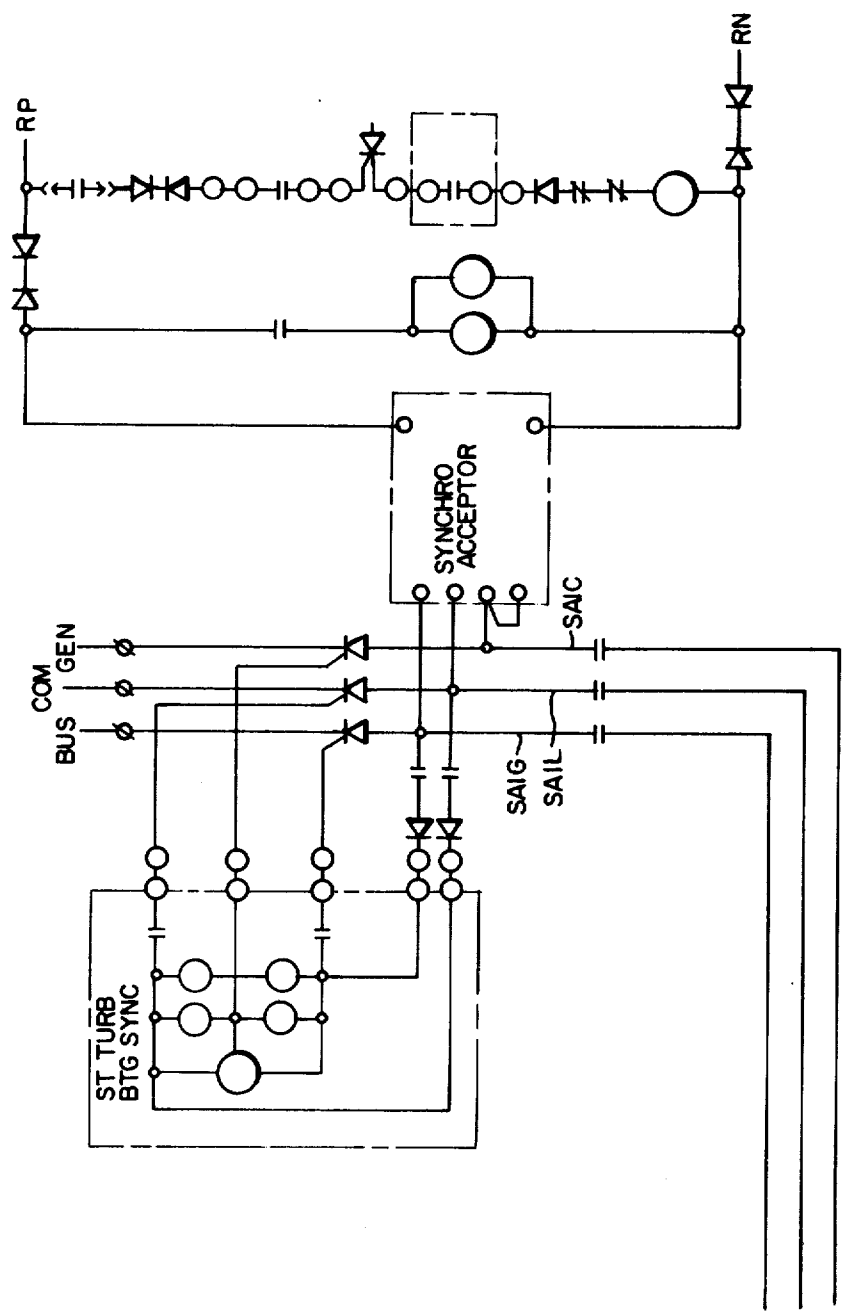 RP
RN
SYNCHRO
ACCEPTOR
GEN
COM
BUS
SAIC
SAIG
SAIL
ST TURB
BTG SYNC